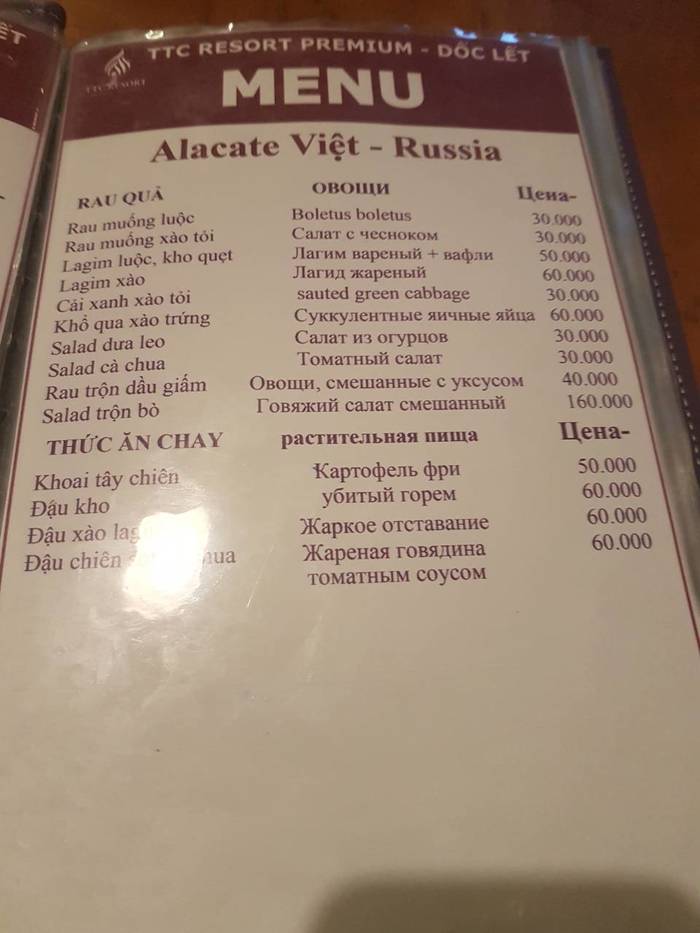 ẾT
TTC RESORT PREMIUM - DỐC LẾT
TTC RESORT
MENU
Alacate Việt - Russia
RAU QUẢ ОВОЩИ Цена-
Rau muống luộc Boletus boletus 30.000
Rau muống xào tỏi Салат с чесноком 30.000
Lagim luộc, kho quẹt Лагим вареный + вафли 50.000
Lagim xào Лагид жареный 60.000
Cải xanh xào tỏi sauted green cabbage 30.000
Khổ qua xào trứng Суккулентные яичные яйца 60.000
Salad dưa leo Салат из огурцов 30.000
Salad cà chua Томатный салат 30.000
Rau trộn dầu giấm Овощи, смешанные с уксусом 40.000
Salad trộn bò Говяжий салат смешанный 160.000
THỨC ĂN CHAY растительная пища Цена-
Khoai tây chiên Картофель фри 50.000
Đậu kho убитый горем 60.000
Đậu xào Жаркое отставание 60.000
Đậu chiên Жареная говядина 60.000
томатным соусом